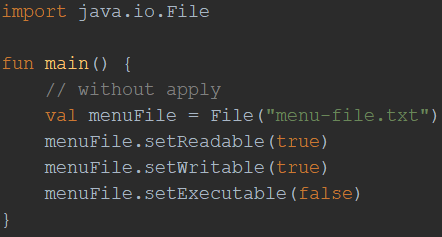 import java.io.File
fun main() {
// without apply
val menuFile = File("menu-file.txt")
menuFile.setReadable(true)
menuFile.setWritable(true)
menuFile.setExecutable(false)
}